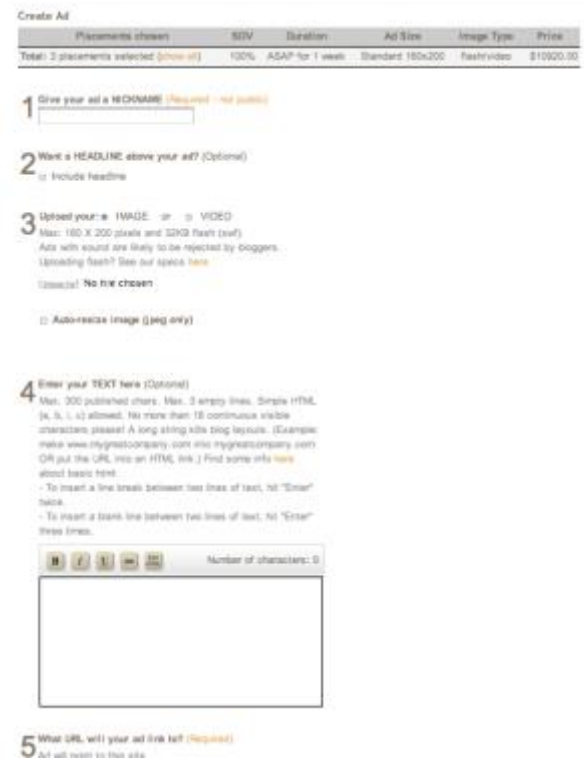 Create Ad
Placements chosen SOV Duration Ad Size Image Type Price
Total: 3 placements selected (show all) 100% ASAP for 1 week Standard 160x200 flash/video $10920.00
1 Give your ad a NICKNAME (Required - not public)
2 Want a HEADLINE above your ad? (Optional)
Include headline
3 Upload your: IMAGE or VIDEO
Max: 160 X 200 pixels and 32KB flash (swf)
Ads with sound are likely to be rejected by bloggers.
Uploading flash? See our specs here
No file chosen
Auto-resize image (jpeg only)
4 Enter your TEXT here (Optional)
Max. 300 published chars. Max. 3 empty lines. Simple HTML
(a, b, i, u) allowed. No more than 18 continuous visible
characters please! A long string kills blog layouts. (Example:
make www.mygreatcompany.com into mygreatcompany.com
OR put the URL into an HTML link.) Find some info here
about basic html.
- To insert a line break between two lines of text, hit "Enter"
twice.
- To insert a blank line between two lines of text, hit "Enter"
three times.
B I U Number of characters: 0
5 What URL will your ad link to? (Required)
Ad will point to this site